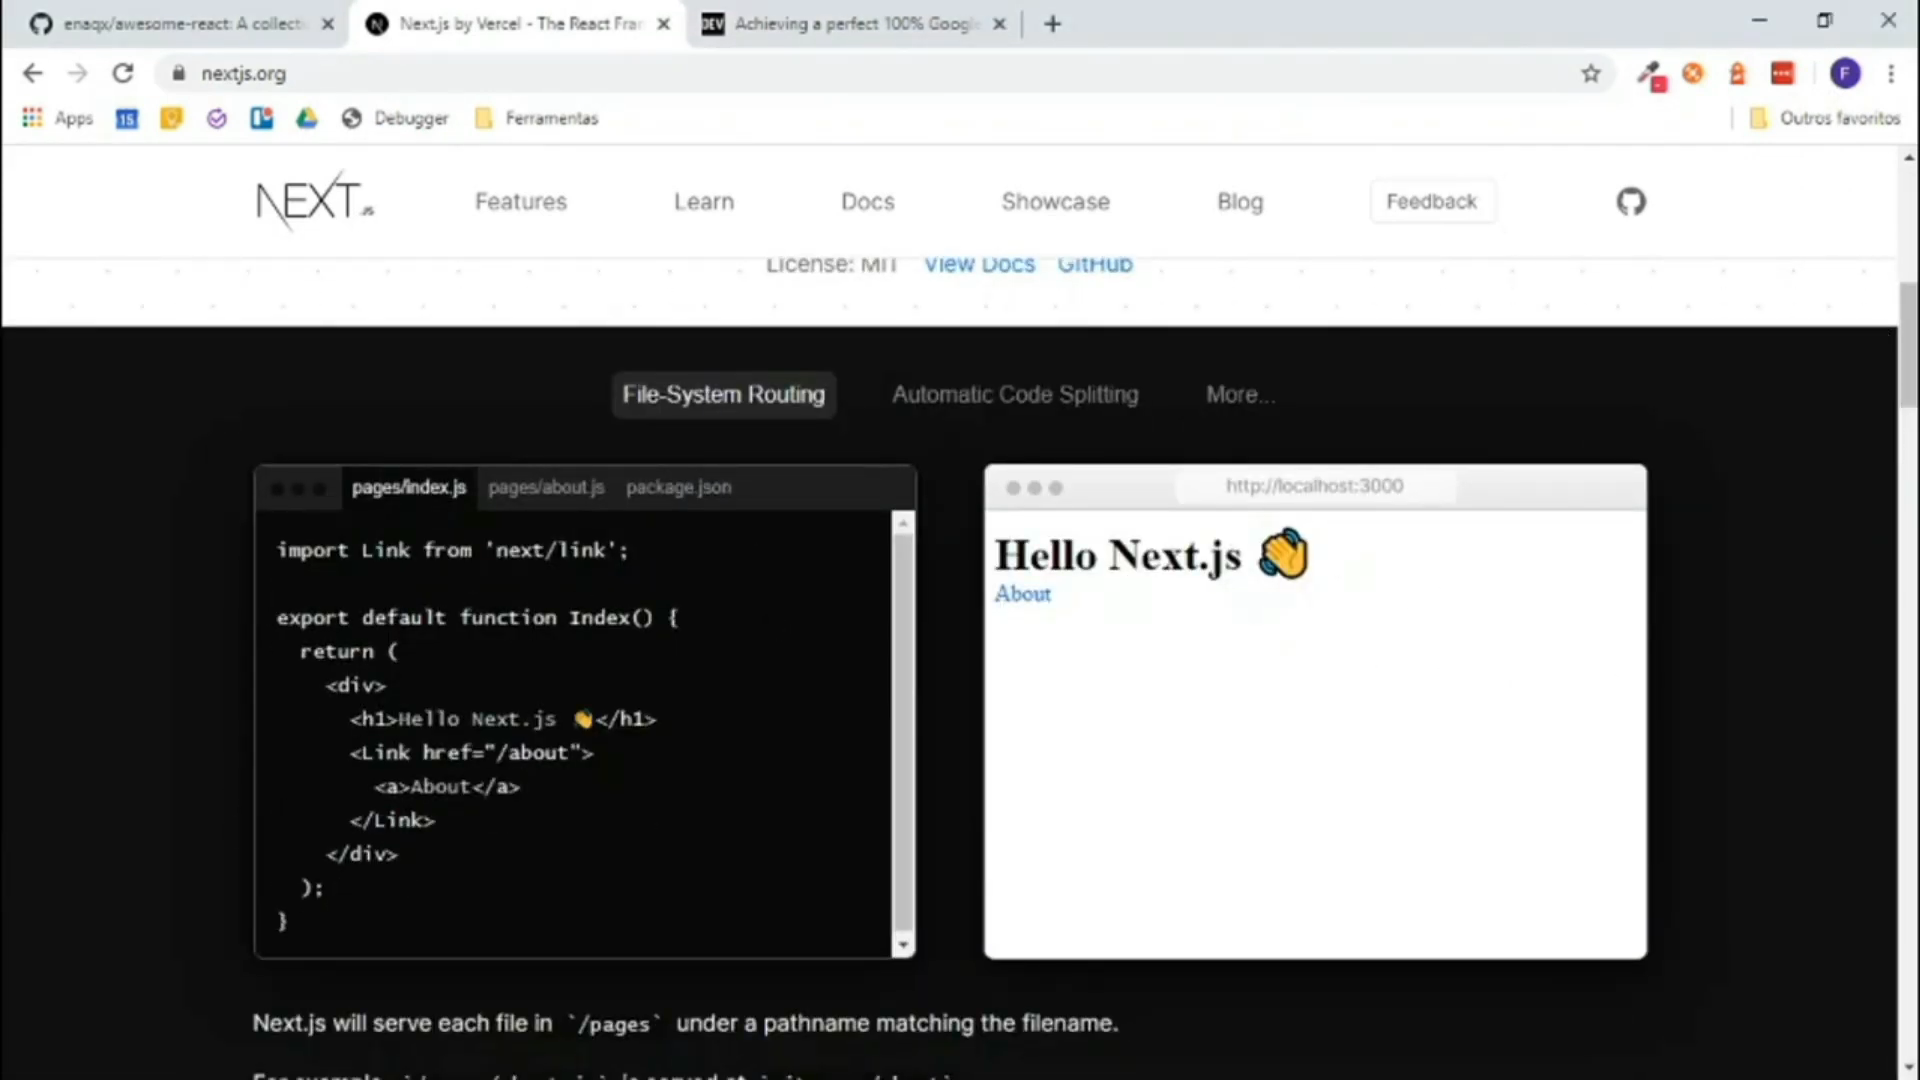 enaqx/awesome-react: A collecti
Next.js by Vercel - The React Fra
DEV Achieving a perfect 100% Googl
nextjs.org
F
Apps
15
Debugger
Ferramentas
Outros favoritos
NEXT.JS
Features
Learn
Docs
Showcase
Blog
Feedback
License: MIT View Docs GitHub
File-System Routing
Automatic Code Splitting
More...
pages/index.js pages/about.js package.json
import Link from 'next/link';
export default function Index() {
return (
<div>
<h1>Hello Next.js 👋</h1>
<Link href="/about">
<a>About</a>
</Link>
</div>
);
}
http://localhost:3000
Hello Next.js 👋
About
Next.js will serve each file in `/pages` under a pathname matching the filename.